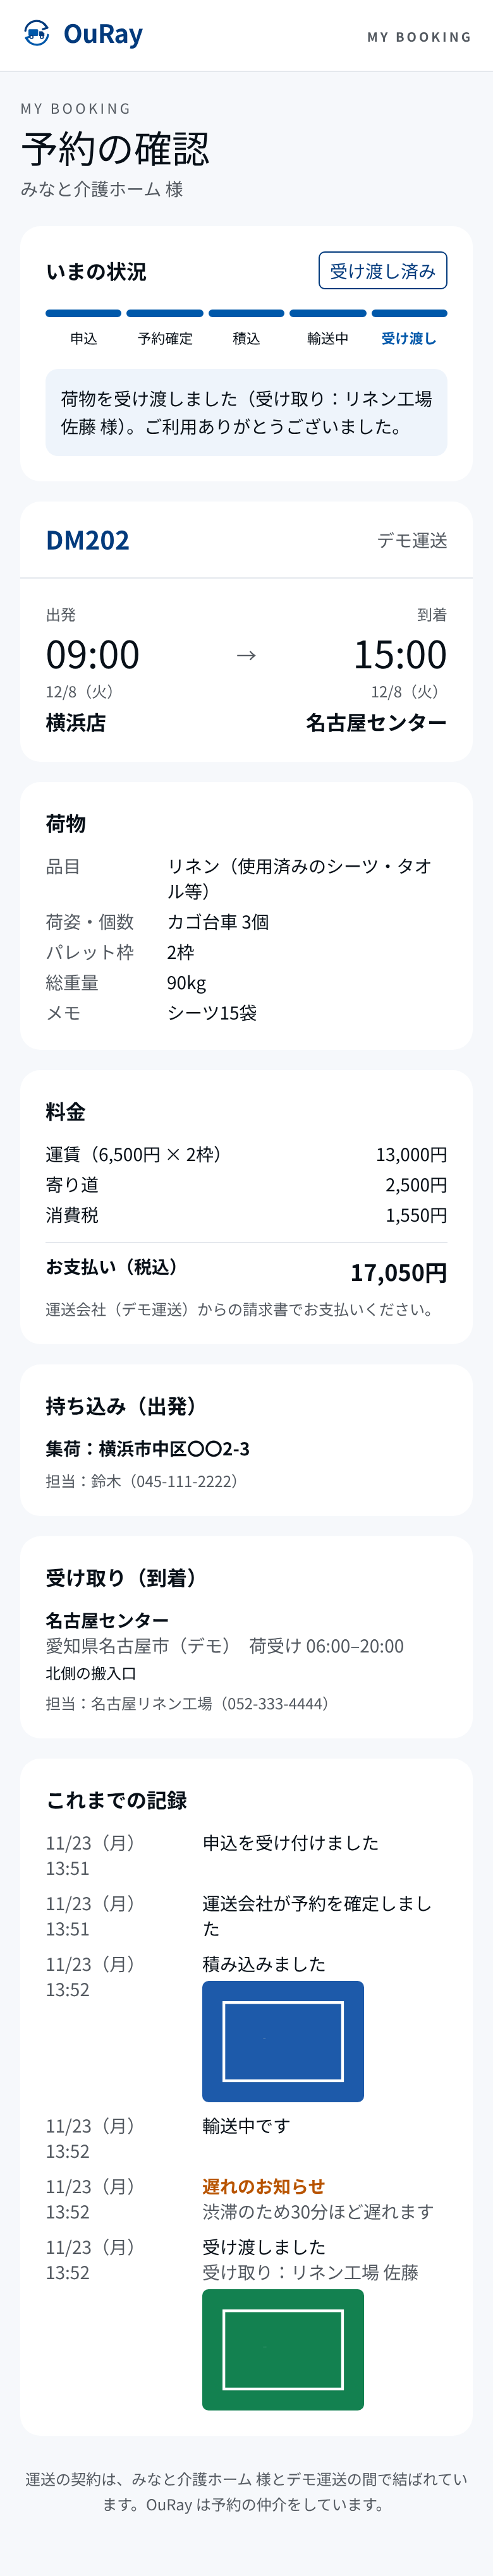 OuRay
MY BOOKING
MY BOOKING
予約の確認
みなと介護ホーム 様
いまの状況
受け渡し済み
申込
予約確定
積込
輸送中
受け渡し
荷物を受け渡しました（受け取り：リネン工場
佐藤 様）。ご利用ありがとうございました。
DM202
デモ運送
出発
到着
09:00
→
15:00
12/8（火）
12/8（火）
横浜店
名古屋センター
荷物
品目
リネン（使用済みのシーツ・タオ
ル等）
荷姿・個数
カゴ台車 3個
パレット枠
2枠
総重量
90kg
メモ
シーツ15袋
料金
運賃（6,500円 × 2枠）
13,000円
寄り道
2,500円
消費税
1,550円
お支払い（税込）
17,050円
運送会社（デモ運送）からの請求書でお支払いください。
持ち込み（出発）
集荷：横浜市中区〇〇2-3
担当：鈴木（045-111-2222）
受け取り（到着）
名古屋センター
愛知県名古屋市（デモ） 荷受け 06:00–20:00
北側の搬入口
担当：名古屋リネン工場（052-333-4444）
これまでの記録
11/23（月）
13:51
申込を受け付けました
11/23（月）
13:51
運送会社が予約を確定しまし
た
11/23（月）
13:52
積み込みました
11/23（月）
13:52
輸送中です
11/23（月）
13:52
遅れのお知らせ
渋滞のため30分ほど遅れます
11/23（月）
13:52
受け渡しました
受け取り：リネン工場 佐藤
運送の契約は、みなと介護ホーム 様とデモ運送の間で結ばれてい
ます。OuRay は予約の仲介をしています。